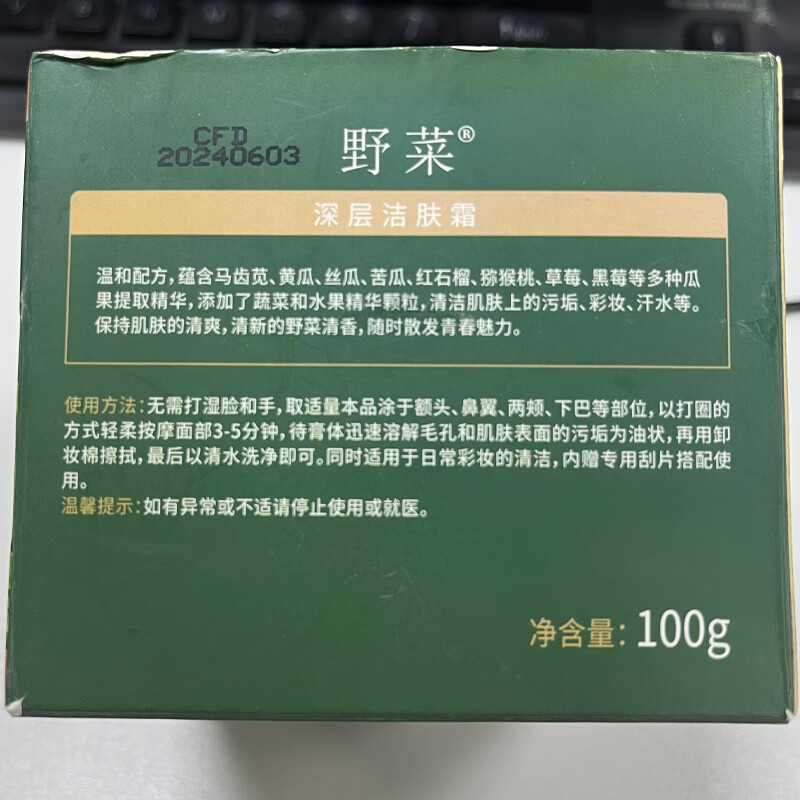 CFD
20240603
野菜®
深层洁肤霜
温和配方,蕴含马齿苋、黄瓜、丝瓜、苦瓜、红石榴、猕猴桃、草莓、黑莓等多种瓜
果提取精华，添加了蔬菜和水果精华颗粒，清洁肌肤上的污垢、彩妆、汗水等。
保持肌肤的清爽，清新的野菜清香，随时散发青春魅力。
使用方法：无需打湿脸和手，取适量本品涂于额头、鼻翼、两颊、下巴等部位，以打圈的
方式轻柔按摩面部3-5分钟，待膏体迅速溶解毛孔和肌肤表面的污垢为油状，再用卸
妆棉擦拭，最后以清水洗净即可。同时适用于日常彩妆的清洁，内赠专用刮片搭配使
用。
温馨提示：如有异常或不适请停止使用或就医。
净含量：100g